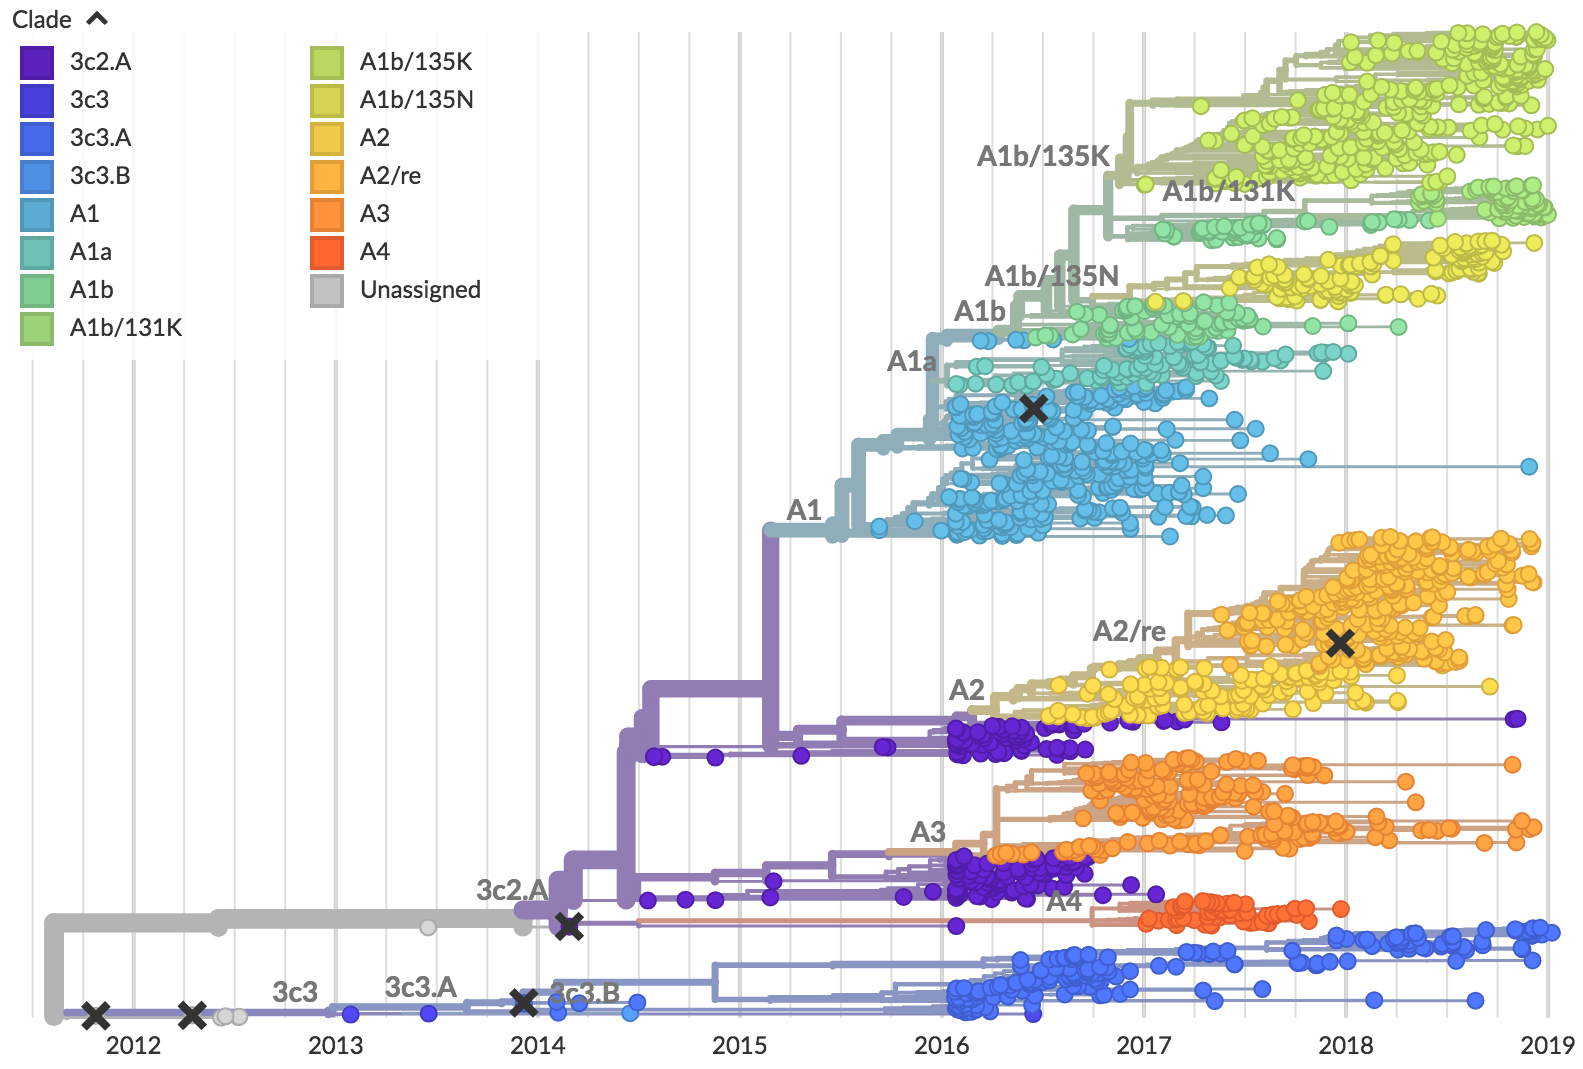 Clade
3c2.A
3c3
3c3.A
3c3.B
A1
A1a
A1b
A1b/131K
A1b/135K
A1b/135N
A2
A2/re
A3
A4
Unassigned
A1b/135K
A1b/131K
A1b/135N
A1b
A1a
A1
A2/re
A2
A3
3c2.A
A4
3c3
3c3.A
3c3.B
2012 2013 2014 2015 2016 2017 2018 2019